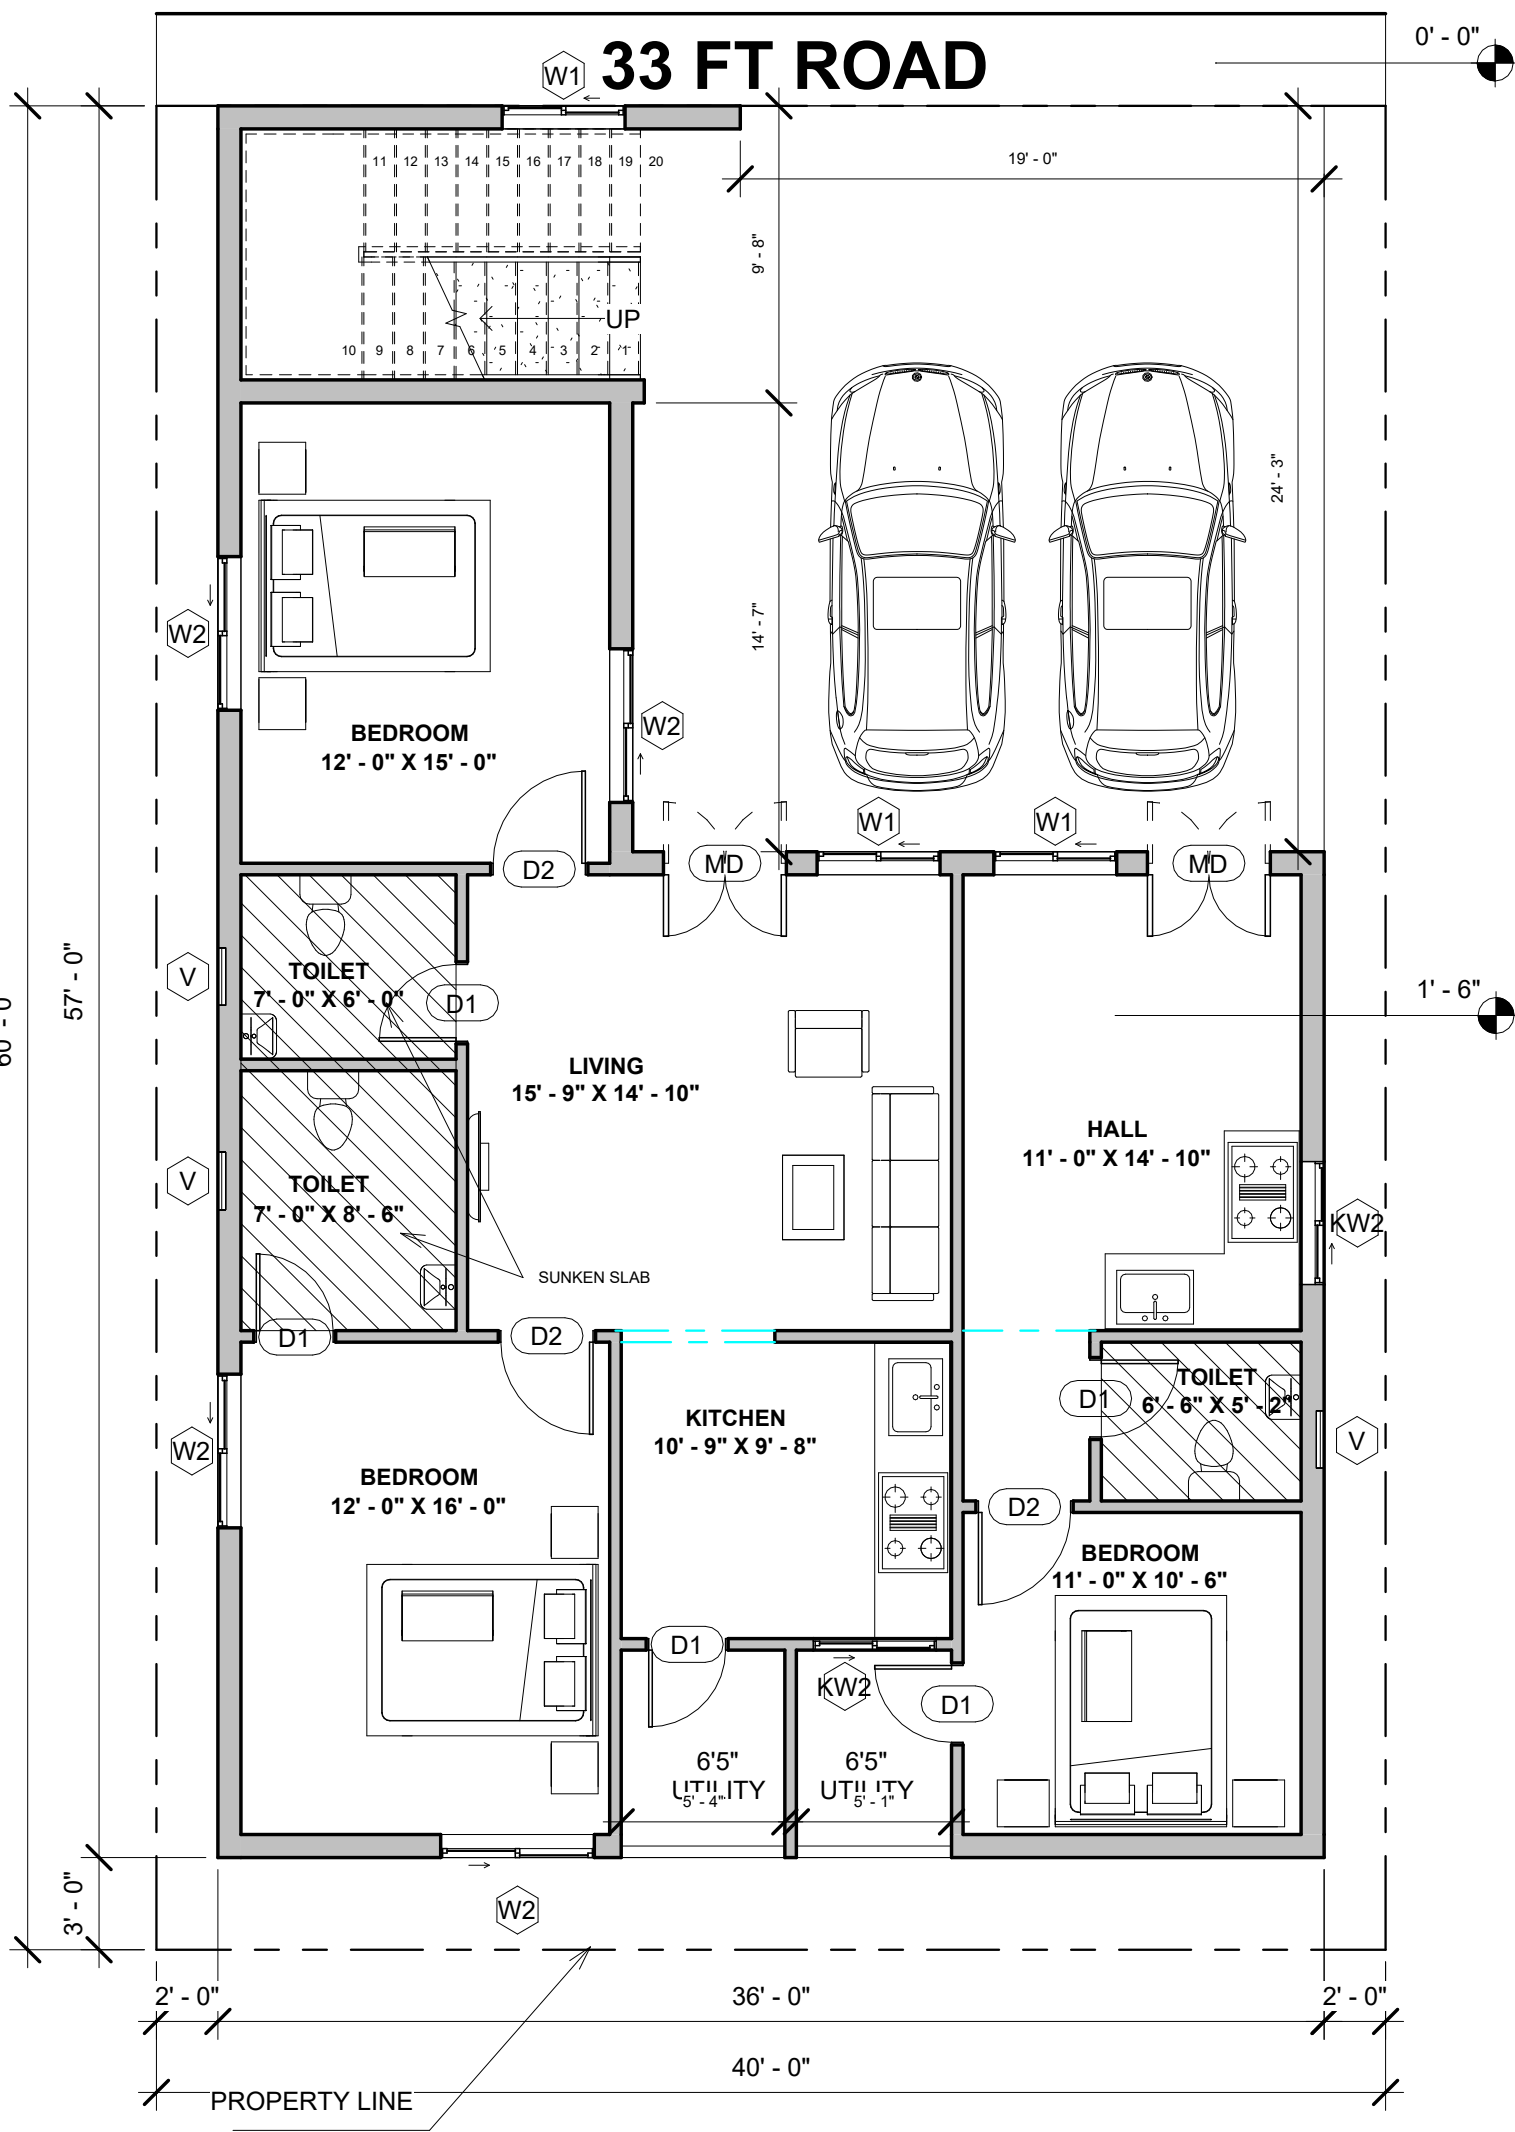 33 FT ROAD
0' - 0"
W1
19' - 0"
11 12 13 14 15 16 17 18 19 20
9' - 8"
UP
10 9 8 7 6 5 4 3 2 1
24' - 3"
14' - 7"
W2
BEDROOM
12' - 0" X 15' - 0"
W2
W1
W1
D2
MD
MD
57' - 0"
60' - 0"
V
TOILET
7' - 0" X 6' - 0"
D1
1' - 6"
LIVING
15' - 9" X 14' - 10"
HALL
11' - 0" X 14' - 10"
V
TOILET
7' - 0" X 8' - 6"
KW2
SUNKEN SLAB
D1
D2
TOILET
6' - 6" X 5' - 2"
D1
V
KITCHEN
10' - 9" X 9' - 8"
W2
BEDROOM
12' - 0" X 16' - 0"
D2
BEDROOM
11' - 0" X 10' - 6"
D1
KW2
D1
6'5"
UTILITY
5' - 4"
6'5"
UTILITY
5' - 1"
3' - 0"
W2
2' - 0"
36' - 0"
2' - 0"
40' - 0"
PROPERTY LINE